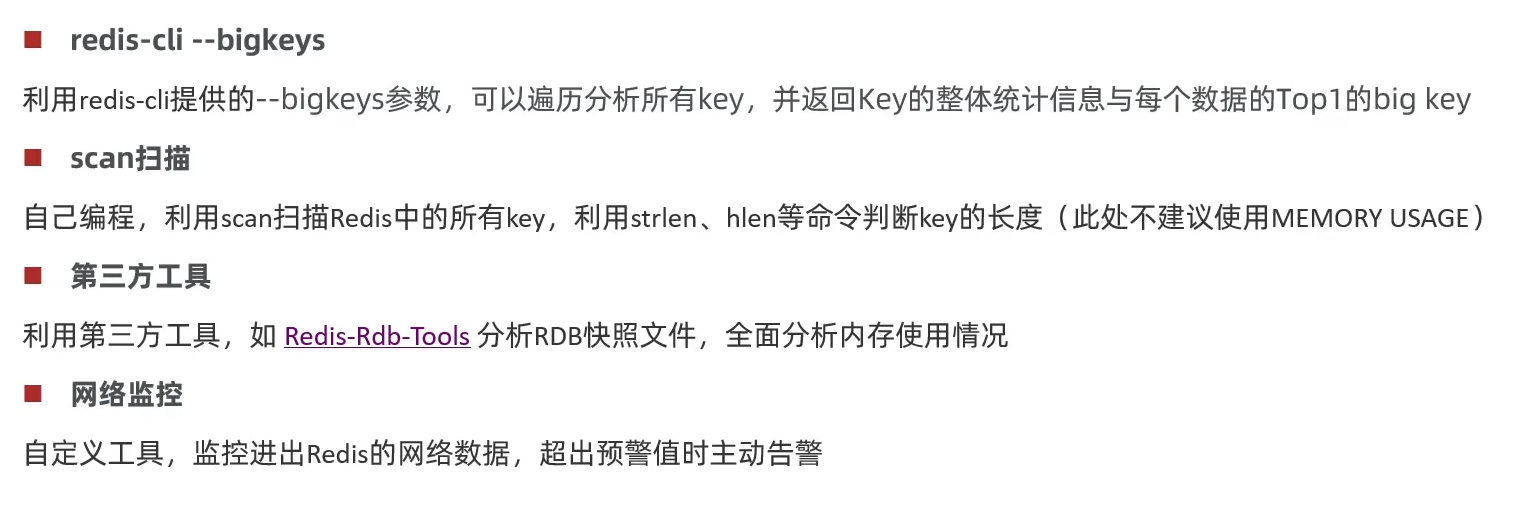 redis-cli --bigkeys
利用redis-cli提供的--bigkeys参数，可以遍历分析所有key，并返回Key的整体统计信息与每个数据的Top1的big key
scan扫描
自己编程，利用scan扫描Redis中的所有key，利用strlen、hlen等命令判断key的长度（此处不建议使用MEMORY USAGE）
第三方工具
利用第三方工具，如 Redis-Rdb-Tools 分析RDB快照文件，全面分析内存使用情况
网络监控
自定义工具，监控进出Redis的网络数据，超出预警值时主动告警